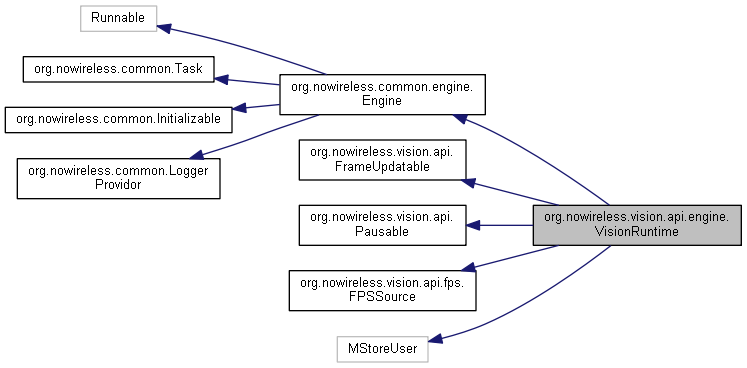 Runnable
org.nowireless.common.Task
org.nowireless.common.engine.
Engine
org.nowireless.common.Initializable
org.nowireless.common.Logger
Providor
org.nowireless.vision.api.
FrameUpdatable
org.nowireless.vision.api.
Pausable
org.nowireless.vision.api.engine.
VisionRuntime
org.nowireless.vision.api.fps.
FPSSource
MStoreUser